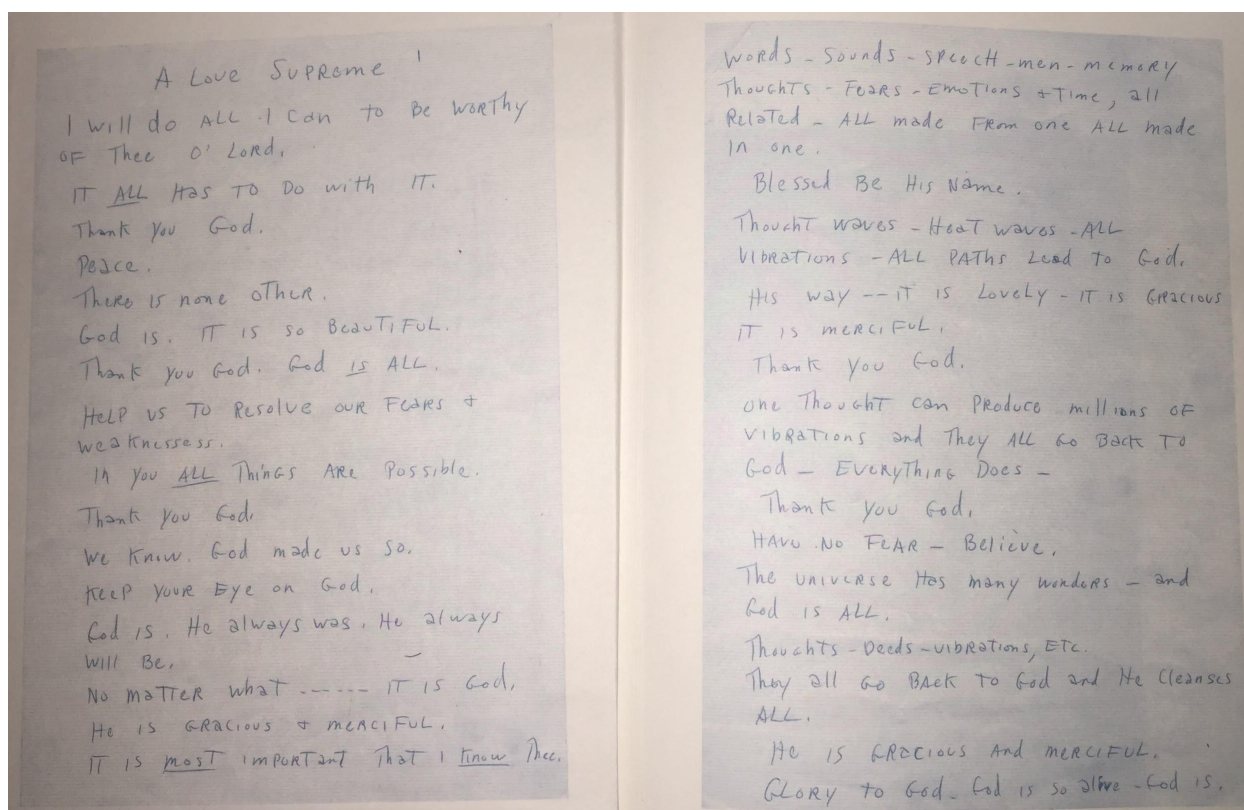 A Love Supreme 1
I will do ALL I can to Be worthy
OF Thee O' Lord.
IT ALL Has To Do with IT.
Thank You God.
Peace.
There is none other.
God is. IT is so BeauTiFul.
Thank you God. God is ALL.
Help us To Resolve our Fears +
weaknessess.
In you ALL Things Are Possible.
Thank you God.
We know. God made us so.
Keep your Eye on God.
God is. He always was. He always
will Be.
No maTTeR what ------ IT is God.
He is GRacious + merciFul.
IT is mosT imporTanT That I know Thee.
Words - Sounds - Speech - men - memory
Thoughts - Fears - Emotions + Time, all
Related - ALL made From one ALL made
In one.
Blessed Be His Name.
Thought waves - HeaT waves - ALL
Vibrations - ALL PAThs Lead to God.
His way -- iT is Lovely - iT is GRacious
IT is merciFul.
Thank you God.
one ThoughT can Produce millions oF
Vibrations and They ALL Go Back To
God - EveryThing Does -
Thank you God.
Have No FeAR - Believe.
The universe Has many wonders - and
God is ALL.
Thoughts - Deeds - vibRations, ETc.
They all Go BAck To God and He Cleanses
ALL.
He is GRacious And merciFul.
GLoRy to God - God is so alive - God is.